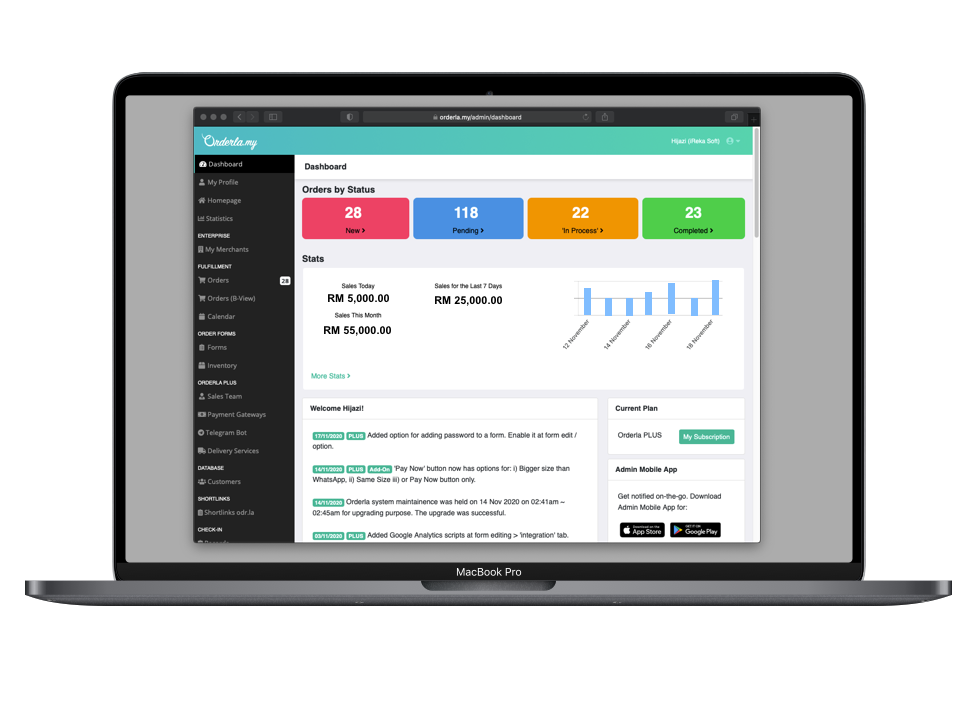 orderla.my/admin/dashboard
Orderla.my
Hijazi (iReka Soft)
Dashboard
My Profile
Homepage
Statistics
ENTERPRISE
My Merchants
FULFILLMENT
Orders 28
Orders (B-View)
Calendar
ORDER FORMS
Forms
Inventory
ORDERLA PLUS
Sales Team
Payment Gateways
Telegram Bot
Delivery Services
DATABASE
Customers
SHORTLINKS
Shortlinks odr.la
CHECK-IN
Dashboard
Orders by Status
28
New >
118
Pending >
22
'In Process' >
23
Completed >
Stats
Sales Today
RM 5,000.00
Sales for the Last 7 Days
RM 25,000.00
Sales This Month
RM 55,000.00
12 November
14 November
16 November
18 November
More Stats >
Welcome Hijazi!
17/11/2020 PLUS Added option for adding password to a form. Enable it at form edit /
option.
14/11/2020 PLUS Add-On 'Pay Now' button now has options for: i) Bigger size than
WhatsApp, ii) Same Size iii) or Pay Now button only.
14/11/2020 Orderla system maintainence was held on 14 Nov 2020 on 02:41am ~
02:45am for upgrading purpose. The upgrade was successful.
03/11/2020 PLUS Added Google Analytics scripts at form editing > 'Integration' tab.
Current Plan
Orderla PLUS
My Subscription
Admin Mobile App
Get notified on-the-go. Download
Admin Mobile App for:
Download on the
App Store
GET IT ON
Google Play
MacBook Pro